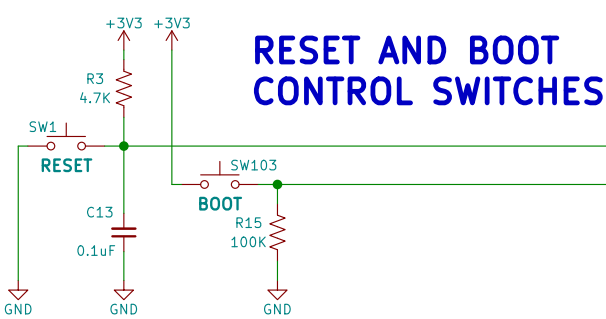 +3V3 +3V3
RESET AND BOOT
CONTROL SWITCHES
R3
4.7K
SW1
RESET
SW103
BOOT
C13
0.1uF
R15
100K
GND GND GND